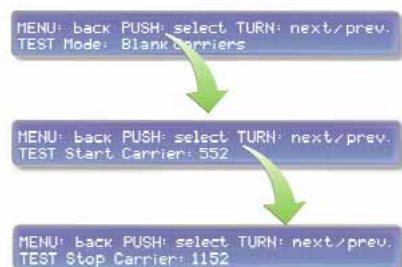 MENU: back PUSH: select TURN: next/prev.
TEST Mode: Blank carriers
MENU: back PUSH: select TURN: next/prev.
TEST Start Carrier: 552
MENU: back PUSH: select TURN: next/prev.
TEST Stop Carrier: 1152